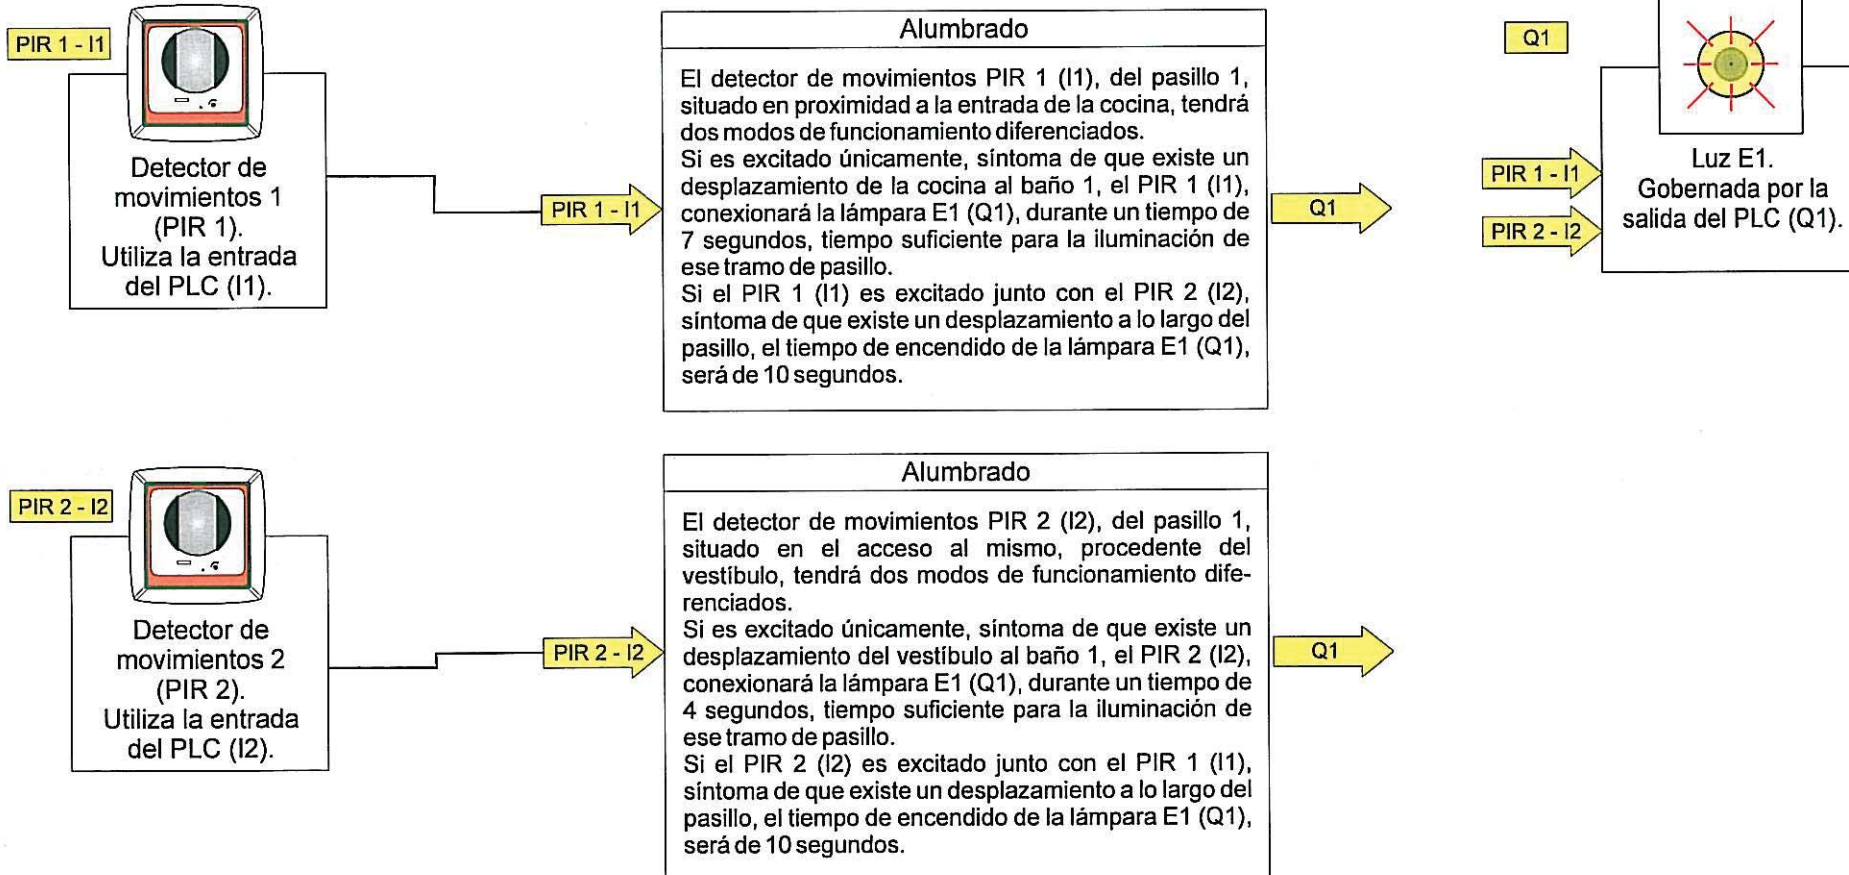 PIR 1 - I1
Detector de
movimientos 1
(PIR 1).
Utiliza la entrada
del PLC (I1).
PIR 1 - I1
Alumbrado
El detector de movimientos PIR 1 (I1), del pasillo 1,
situado en proximidad a la entrada de la cocina, tendrá
dos modos de funcionamiento diferenciados.
Si es excitado únicamente, síntoma de que existe un
desplazamiento de la cocina al baño 1, el PIR 1 (I1),
conexionará la lámpara E1 (Q1), durante un tiempo de
7 segundos, tiempo suficiente para la iluminación de
ese tramo de pasillo.
Si el PIR 1 (I1) es excitado junto con el PIR 2 (I2),
síntoma de que existe un desplazamiento a lo largo del
pasillo, el tiempo de encendido de la lámpara E1 (Q1),
será de 10 segundos.
Q1
Q1
PIR 1 - I1
PIR 2 - I2
Luz E1.
Gobernada por la
salida del PLC (Q1).
PIR 2 - I2
Detector de
movimientos 2
(PIR 2).
Utiliza la entrada
del PLC (I2).
PIR 2 - I2
Alumbrado
El detector de movimientos PIR 2 (I2), del pasillo 1,
situado en el acceso al mismo, procedente del
vestíbulo, tendrá dos modos de funcionamiento dife-
renciados.
Si es excitado únicamente, síntoma de que existe un
desplazamiento del vestíbulo al baño 1, el PIR 2 (I2),
conexionará la lámpara E1 (Q1), durante un tiempo de
4 segundos, tiempo suficiente para la iluminación de
ese tramo de pasillo.
Si el PIR 2 (I2) es excitado junto con el PIR 1 (I1),
síntoma de que existe un desplazamiento a lo largo del
pasillo, el tiempo de encendido de la lámpara E1 (Q1),
será de 10 segundos.
Q1